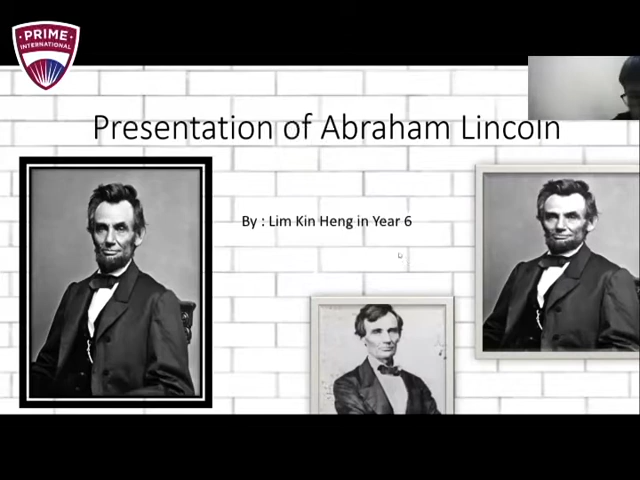 PRIME
INTERNATIONAL
Presentation of Abraham Lincoln
By : Lim Kin Heng in Year 6